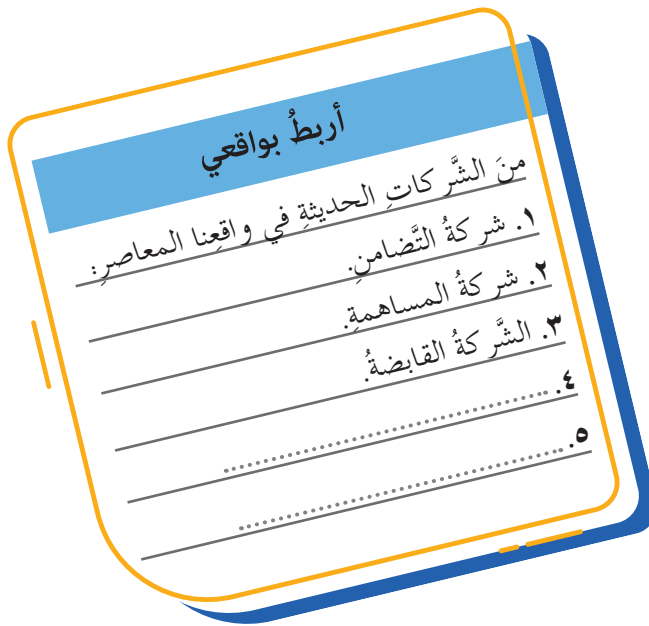 أربطُ بواقعي
منَ الشَّركاتِ الحديثةِ في واقعِنا المعاصرِ:
١. شركةُ التَّضامنِ.
٢. شركةُ المساهمةِ.
٣. الشَّركةُ القابضةُ.
٤. ......................................................
٥. ......................................................